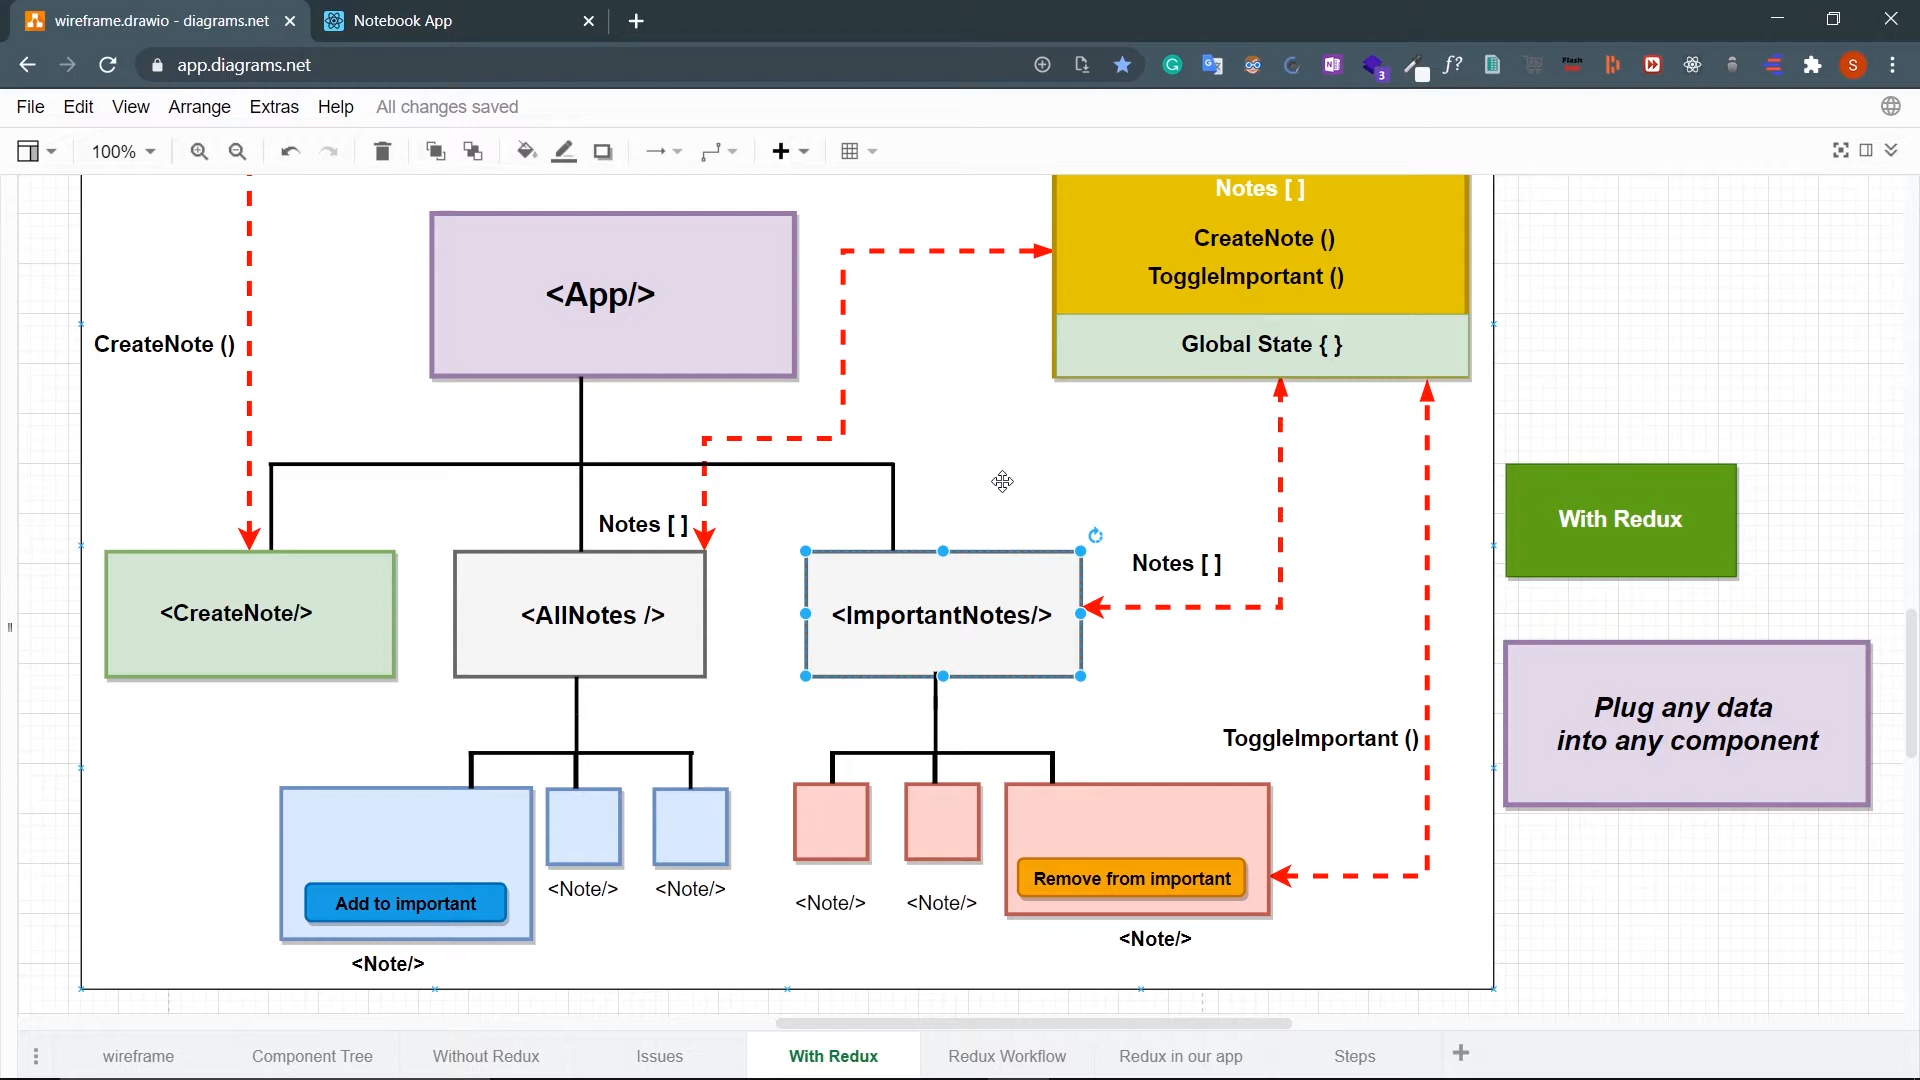 wireframe.drawio - diagrams.net
Notebook App
app.diagrams.net
f?
Flash
3
S
File Edit View Arrange Extras Help All changes saved
100%
Notes [ ]
CreateNote ()
ToggleImportant ()
Global State { }
<App/>
CreateNote ()
Notes [ ]
Notes [ ]
With Redux
<CreateNote/>
<AllNotes />
<ImportantNotes/>
Plug any data
into any component
ToggleImportant ()
Add to important
<Note/>
<Note/>
<Note/>
<Note/>
<Note/>
Remove from important
<Note/>
wireframe Component Tree Without Redux Issues With Redux Redux Workflow Redux in our app Steps